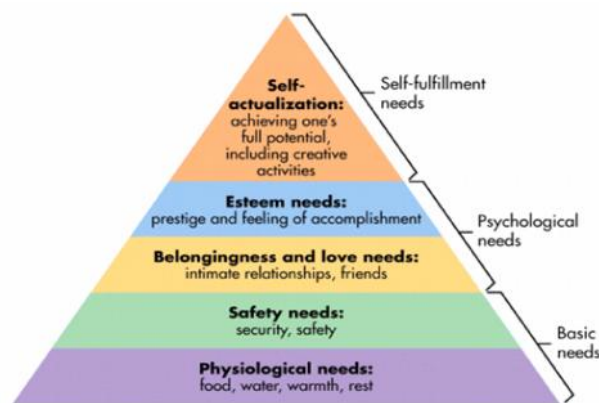 Self-
actualization:
achieving one's
full potential,
including creative
activities
Self-fulfillment
needs
Esteem needs:
prestige and feeling of accomplishment
Psychological
needs
Belongingness and love needs:
intimate relationships, friends
Safety needs:
security, safety
Basic
needs
Physiological needs:
food, water, warmth, rest